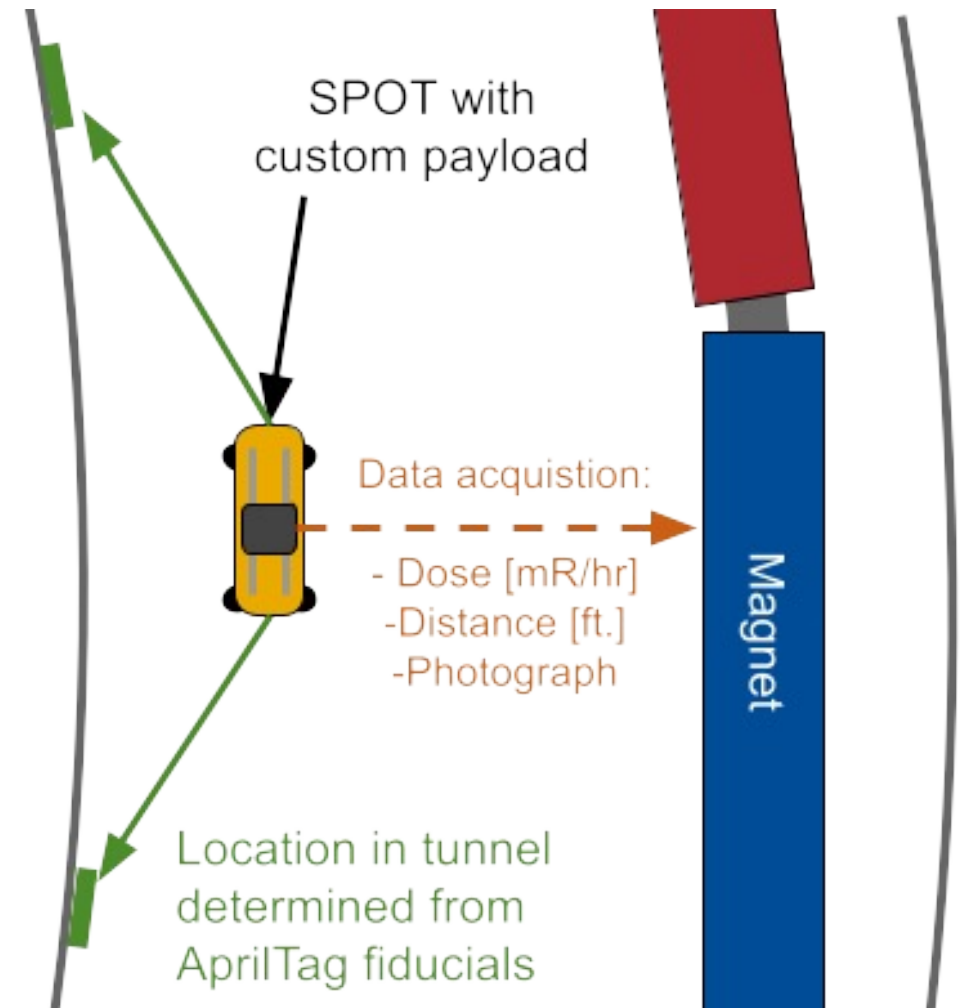 SPOT with
custom payload
Data acquistion:
- Dose [mR/hr]
-Distance [ft.]
-Photograph
Magnet
Location in tunnel
determined from
AprilTag fiducials